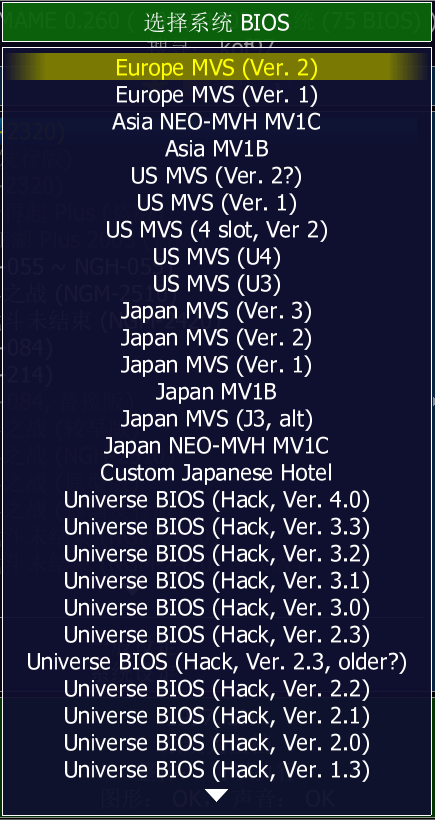 选择系统 BIOS
Europe MVS (Ver. 2)
Europe MVS (Ver. 1)
Asia NEO-MVH MV1C
Asia MV1B
US MVS (Ver. 2?)
US MVS (Ver. 1)
US MVS (4 slot, Ver 2)
US MVS (U4)
US MVS (U3)
Japan MVS (Ver. 3)
Japan MVS (Ver. 2)
Japan MVS (Ver. 1)
Japan MV1B
Japan MVS (J3, alt)
Japan NEO-MVH MV1C
Custom Japanese Hotel
Universe BIOS (Hack, Ver. 4.0)
Universe BIOS (Hack, Ver. 3.3)
Universe BIOS (Hack, Ver. 3.2)
Universe BIOS (Hack, Ver. 3.1)
Universe BIOS (Hack, Ver. 3.0)
Universe BIOS (Hack, Ver. 2.3)
Universe BIOS (Hack, Ver. 2.3, older?)
Universe BIOS (Hack, Ver. 2.2)
Universe BIOS (Hack, Ver. 2.1)
Universe BIOS (Hack, Ver. 2.0)
Universe BIOS (Hack, Ver. 1.3)
图形： OK 声音： OK